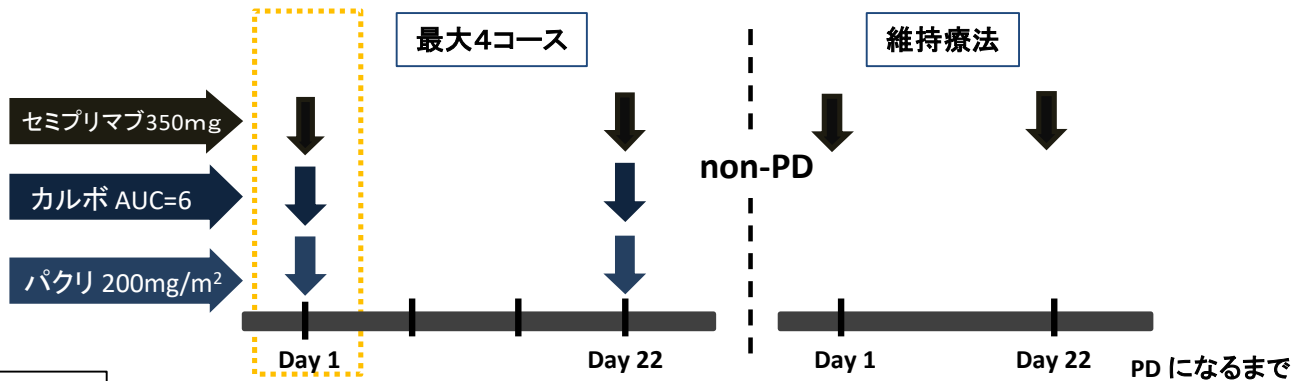 最大4コース
維持療法
セミプリマブ350mg
non-PD
カルボ AUC=6
パクリ 200mg/m²
Day 1
Day 22
Day 1
Day 22
PD になるまで